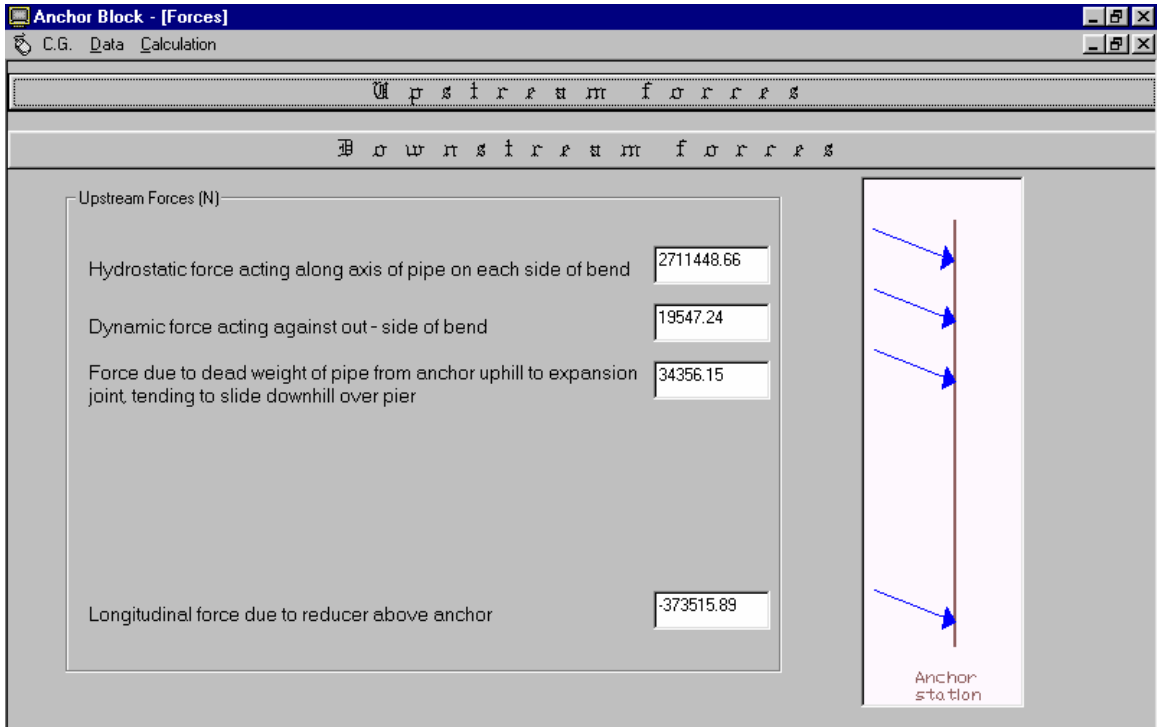 Anchor Block - [Forces]
C.G. Data Calculation
Upstream forces
Downstream forces
Upstream Forces (N)
Hydrostatic force acting along axis of pipe on each side of bend 2711448.66
Dynamic force acting against out - side of bend 19547.24
Force due to dead weight of pipe from anchor uphill to expansion 34356.15
joint, tending to slide downhill over pier
Longitudinal force due to reducer above anchor -373515.89
Anchor
station